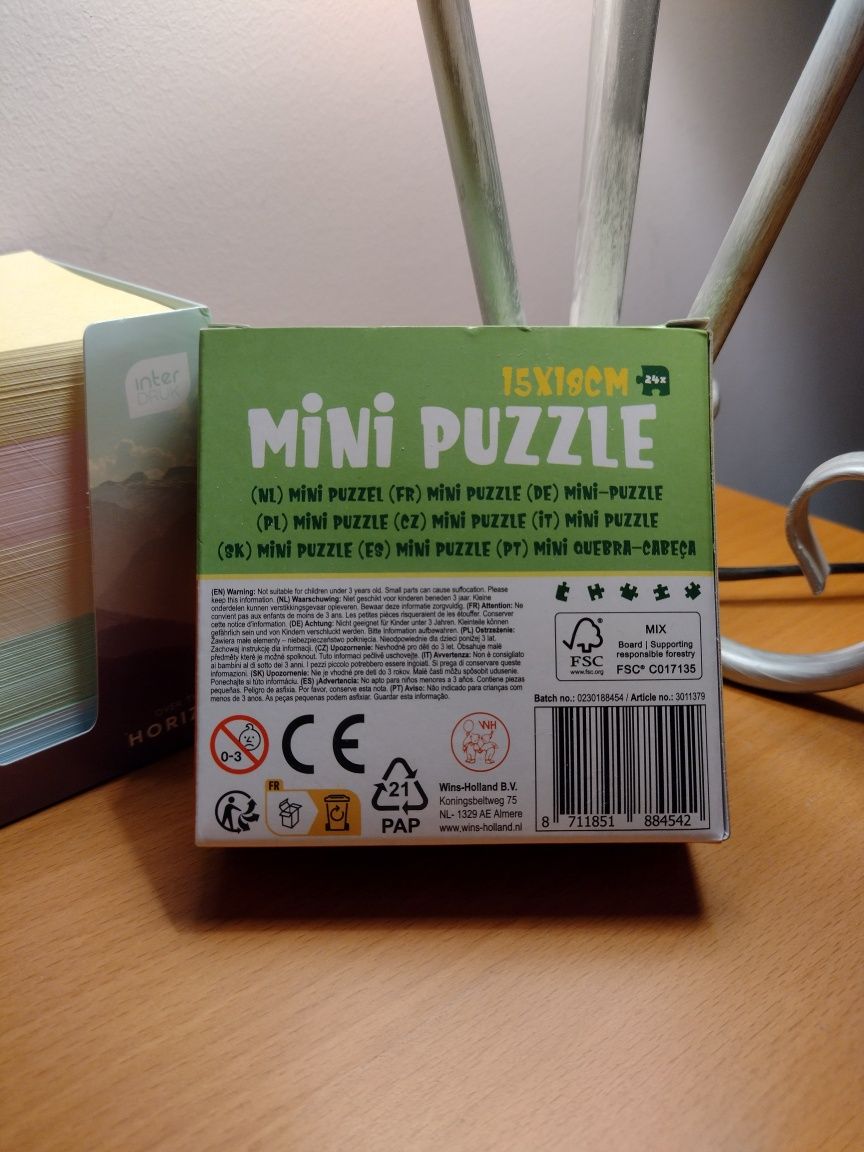 inter
DRUK
OVER
HORIZ
15X18CM 24x
MiNi PUZZLE
(NL) MiNi PUZZEL (FR) MiNi PUZZLE (DE) MiNi-PUZZLE
(PL) MiNi PUZZLE (CZ) MiNi PUZZLE (iT) MiNi PUZZLE
(SK) MiNi PUZZLE (ES) MiNi PUZZLE (PT) MiNi QUEBRA-CABEÇA
(EN) Warning: Not suitable for children under 3 years old. Small parts can cause suffocation. Please
keep this information. (NL) Waarschuwing: Niet geschikt voor kinderen beneden 3 jaar. Kleine
onderdelen kunnen verstikkingsgevaar opleveren. Bewaar deze informatie zorgvuldig. (FR) Attention: Ne
convient pas aux enfants de moins de 3 ans. Les petites pièces risquent de les étouffer. Conserver
cette notice d'information. (DE) Achtung: Nicht geeignet für Kinder unter 3 Jahren. Kleinteile können
gefährlich sein und von Kindern verschluckt werden. Bitte Information aufbewahren. (PL) Ostrzeżenie:
Zawiera małe elementy – niebezpieczeństwo połknięcia. Nieodpowiednie dla dzieci poniżej 3 lat.
Zachowaj instrukcję dla informacji. (CZ) Upozornenie: Nevhodné pro děti do 3 let. Obsahuje malé
předměty které je možné spolknout. Tuto informaci pečlivě uschovejte. (IT) Avvertenza: Non è consigliato
ai bambini al di sotto dei 3 anni. I pezzi piccolo potrebbero essere ingoiati. Si prega di conservare queste
informazioni. (SK) Upozornenie: Nie je vhodné pre deti do 3 rokov. Malé časti môžu spôsobiť udusenie.
Ponechajte si túto informáciu. (ES) ¡Advertencia: No apto para niños menores a 3 años. Contiene piezas
pequeñas. Peligro de asfixia. Por favor, conserve esta nota. (PT) Aviso: Não indicado para crianças com
menos de 3 anos. As peças pequenas podem asfixiar. Guardar esta informação.
FSC
www.fsc.org
MIX
Board | Supporting
responsible forestry
FSC® C017135
Batch no.: 0230188454 / Article no.: 3011379
0-3
CE
WH
FR
21
PAP
Wins-Holland B.V.
Koningsbeltweg 75
NL- 1329 AE Almere
www.wins-holland.nl
8 711851 884542